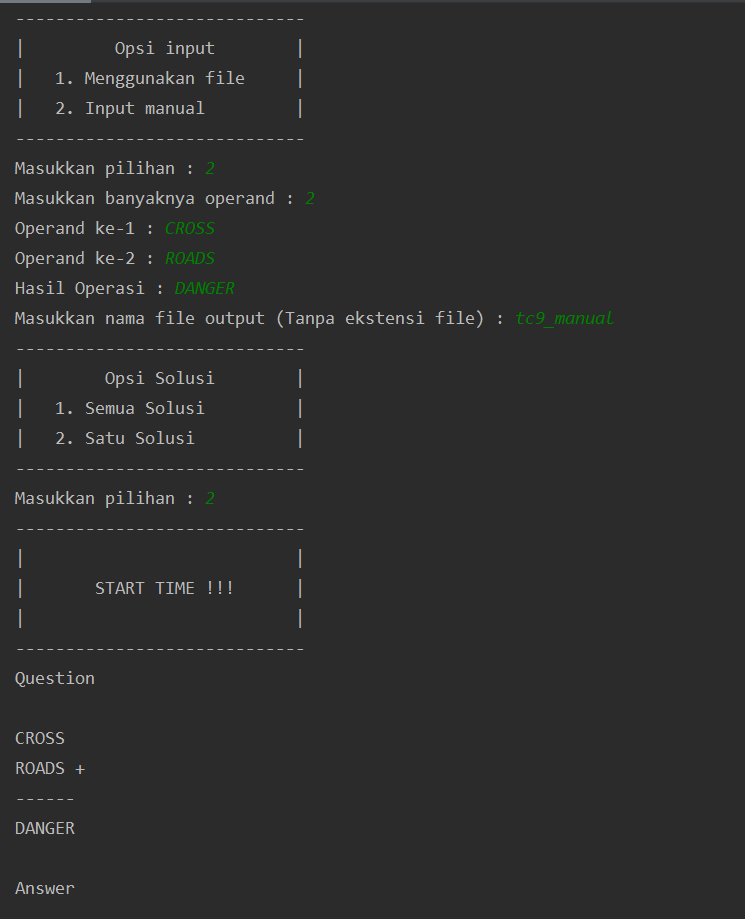 -----------------------------
|         Opsi input        |
|   1. Menggunakan file     |
|   2. Input manual         |
-----------------------------
Masukkan pilihan : 2
Masukkan banyaknya operand : 2
Operand ke-1 : CROSS
Operand ke-2 : ROADS
Hasil Operasi : DANGER
Masukkan nama file output (Tanpa ekstensi file) : tc9_manual
-----------------------------
|        Opsi Solusi        |
|   1. Semua Solusi         |
|   2. Satu Solusi          |
-----------------------------
Masukkan pilihan : 2
-----------------------------
|                           |
|       START TIME !!!      |
|                           |
-----------------------------
Question
CROSS
ROADS +
------
DANGER
Answer